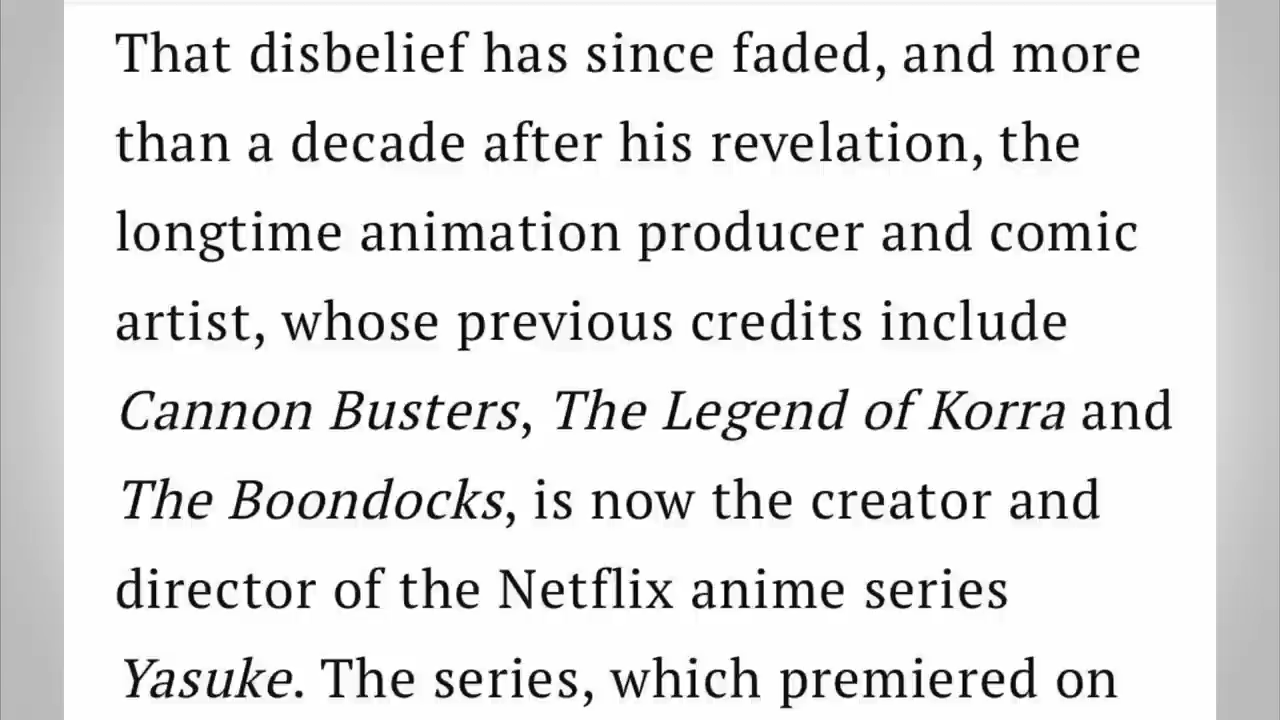 That disbelief has since faded, and more
than a decade after his revelation, the
longtime animation producer and comic
artist, whose previous credits include
Cannon Busters, The Legend of Korra and
The Boondocks, is now the creator and
director of the Netflix anime series
Yasuke. The series, which premiered on